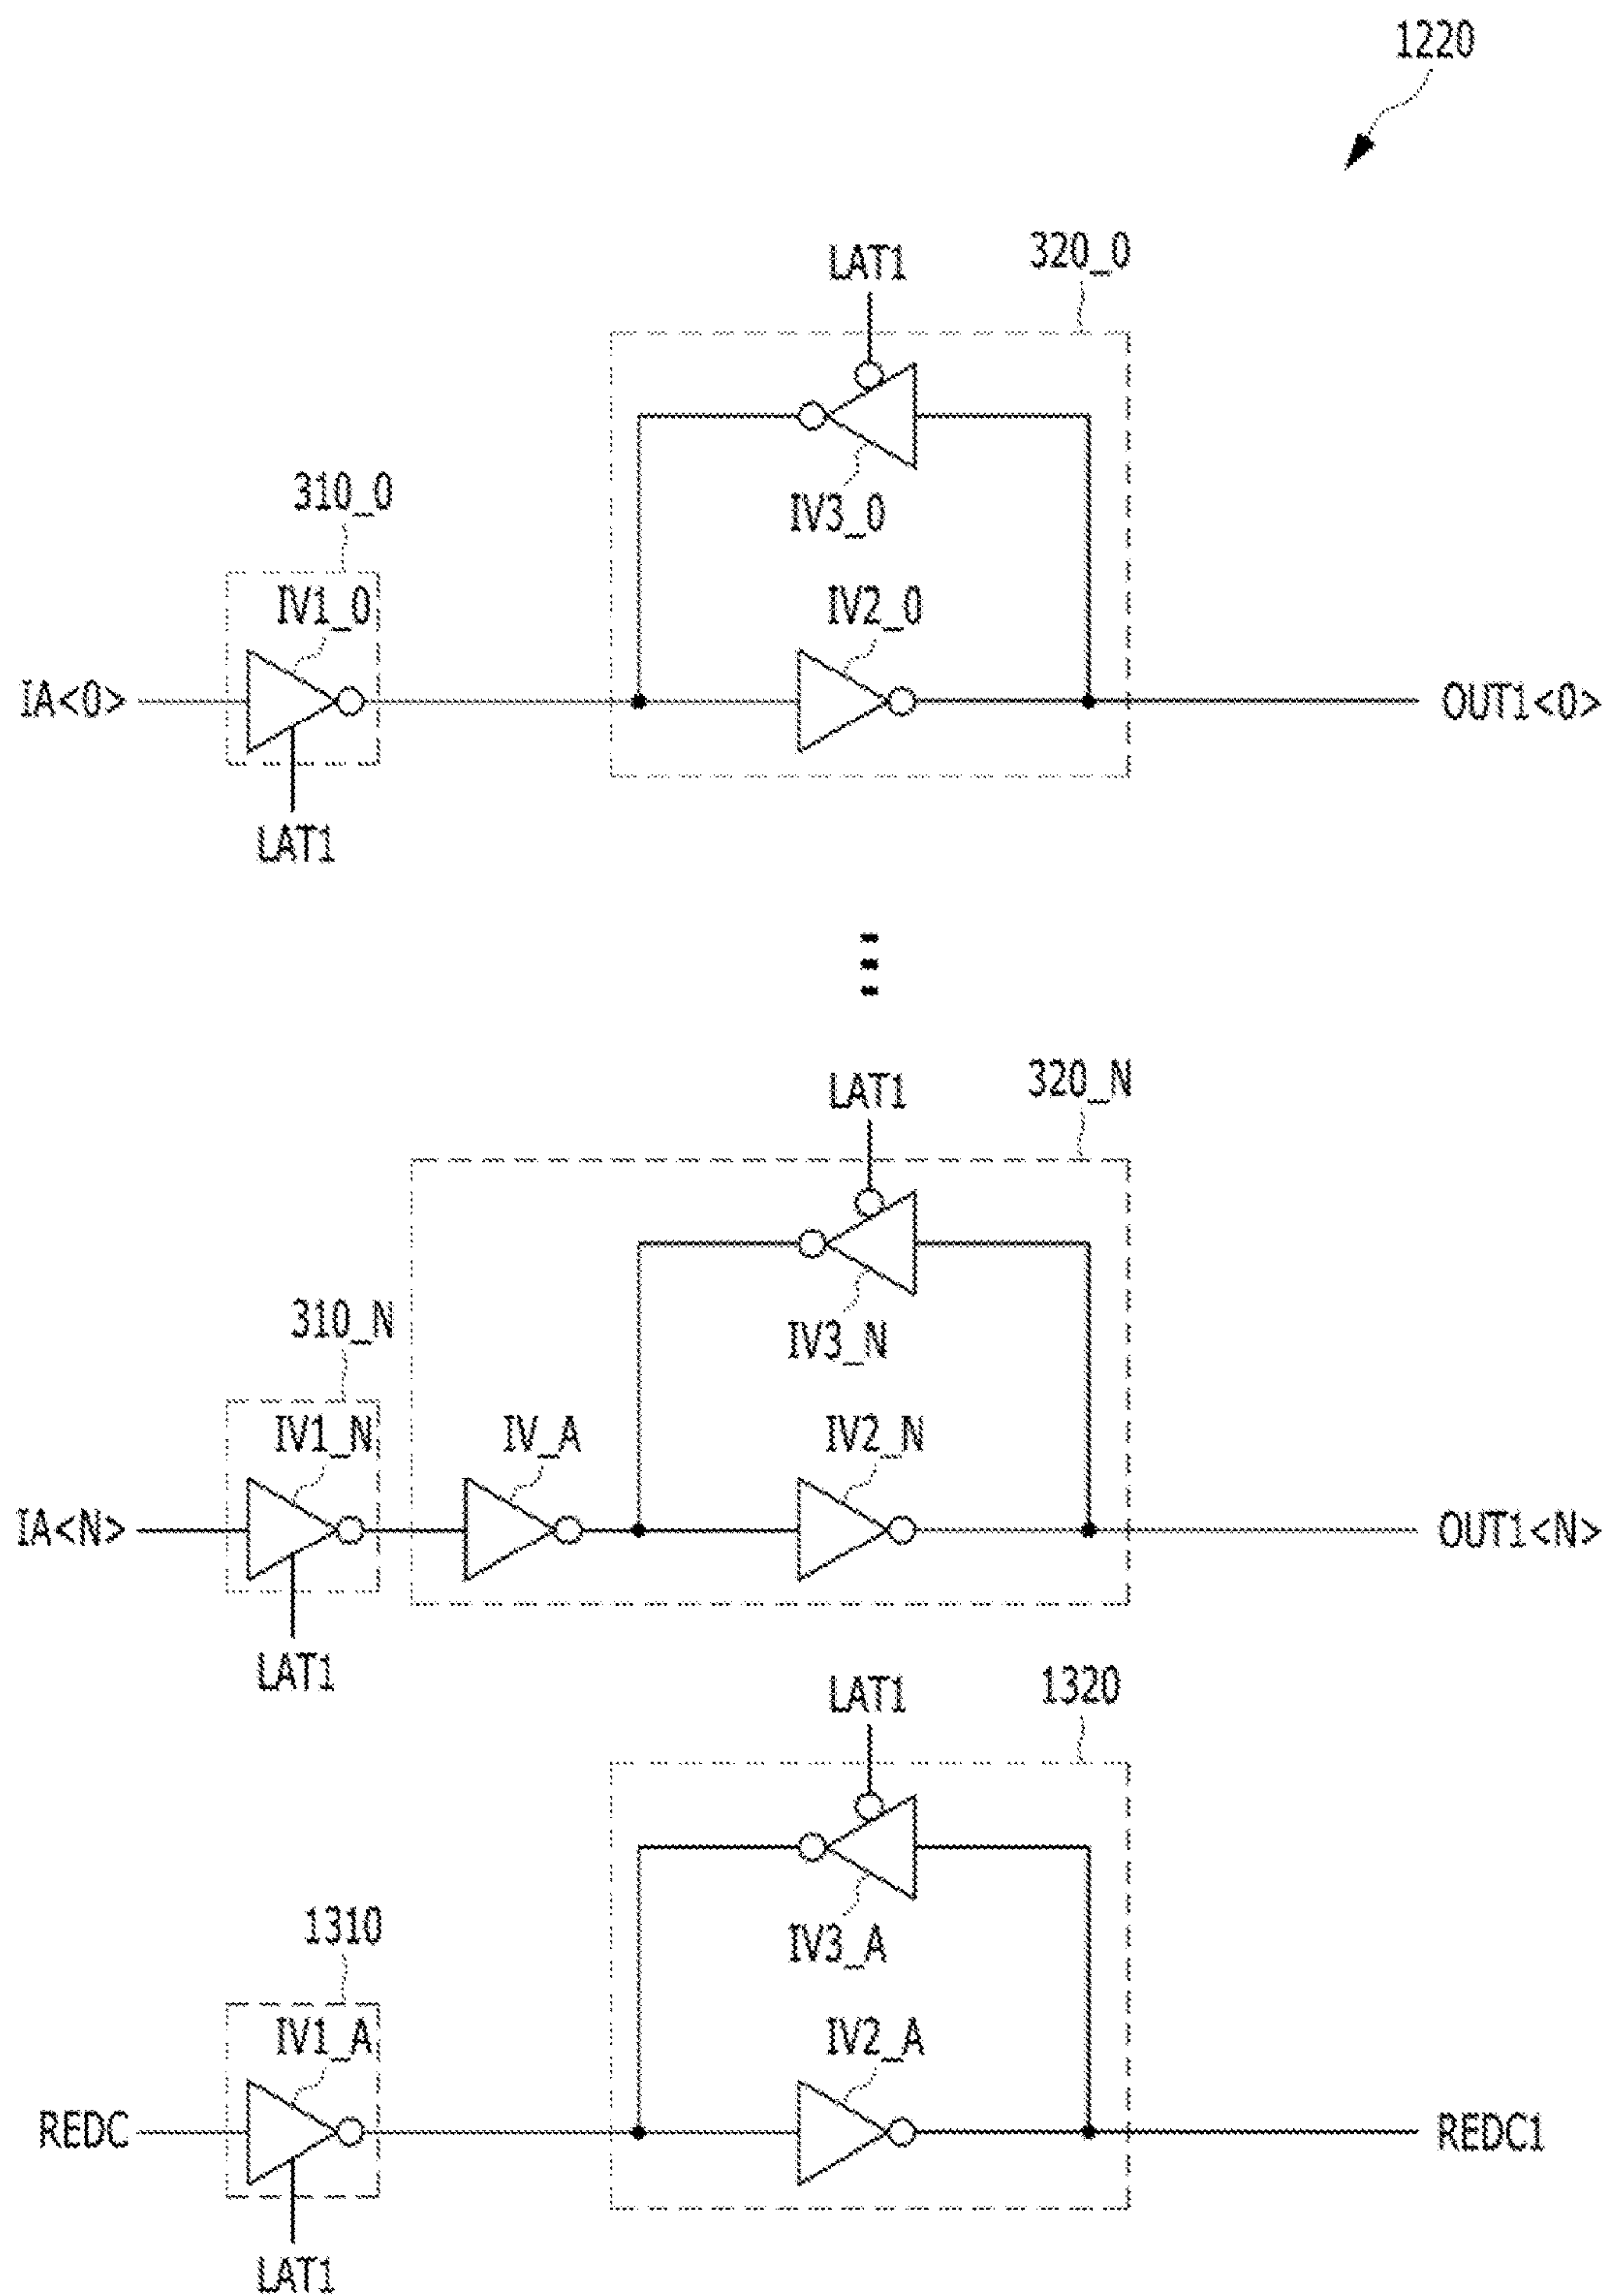 1220
LAT1
320_0
IV3_0
310_0
IV1_0
IV2_0
IA<0>
OUT1<0>
LAT1
LAT1
320_N
310_N
IV3_N
IV1_N
IV_A
IV2_N
IA<N>
OUT1<N>
LAT1
LAT1
1320
1310
IV3_A
IV1_A
IV2_A
REDC
REDC1
LAT1